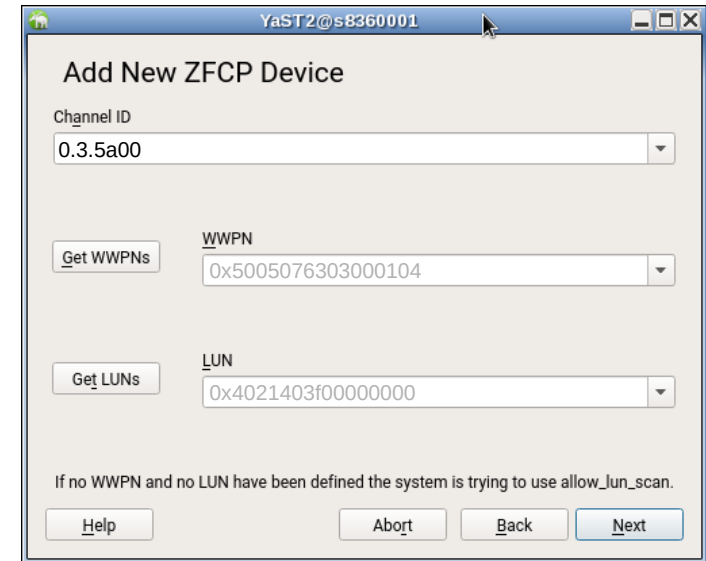 YaST2@s8360001
Add New ZFCP Device
Channel ID
0.3.5a00
WWPN
Get WWPNs
0x5005076303000104
LUN
Get LUNs
0x4021403f00000000
If no WWPN and no LUN have been defined the system is trying to use allow_lun_scan.
Help Abort Back Next